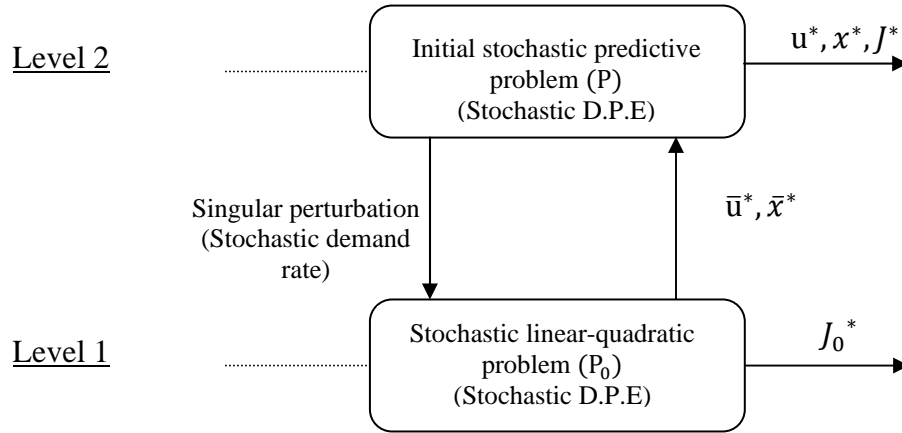 Level 2
Initial stochastic predictive
problem (P)
(Stochastic D.P.E)
u*, x*, J*
Singular perturbation
(Stochastic demand
rate)
ū*, x̄*
Level 1
Stochastic linear-quadratic
problem (P₀)
(Stochastic D.P.E)
J₀*